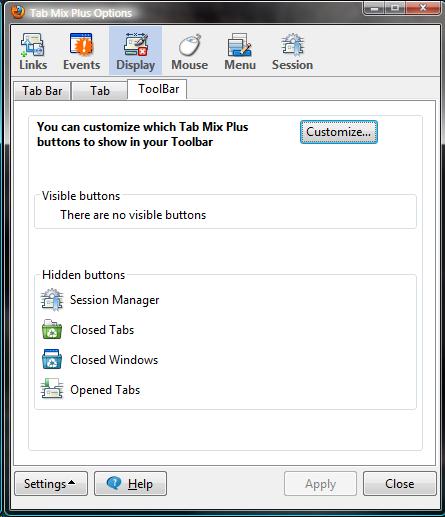 Tab Mix Plus Options
Links Events Display Mouse Menu Session
Tab Bar Tab ToolBar
You can customize which Tab Mix Plus
buttons to show in your Toolbar
Customize...
Visible buttons
There are no visible buttons
Hidden buttons
Session Manager
Closed Tabs
Closed Windows
Opened Tabs
Settings Help Apply Close